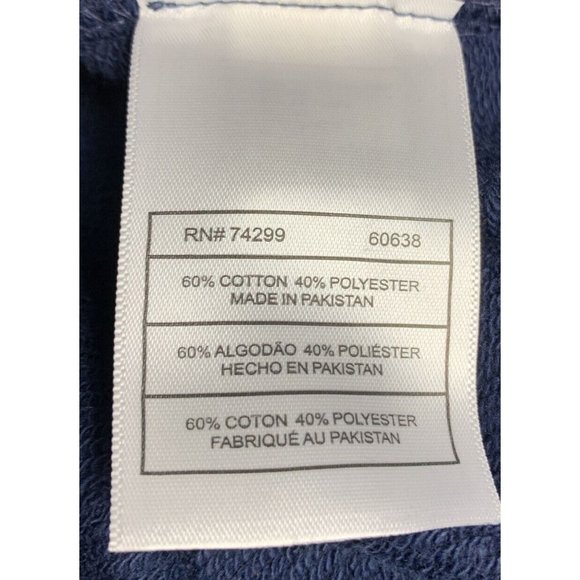 RN# 74299 60638
60% COTTON 40% POLYESTER
MADE IN PAKISTAN
60% ALGODÃO 40% POLIÉSTER
HECHO EN PAKISTAN
60% COTON 40% POLYESTER
FABRIQUÉ AU PAKISTAN